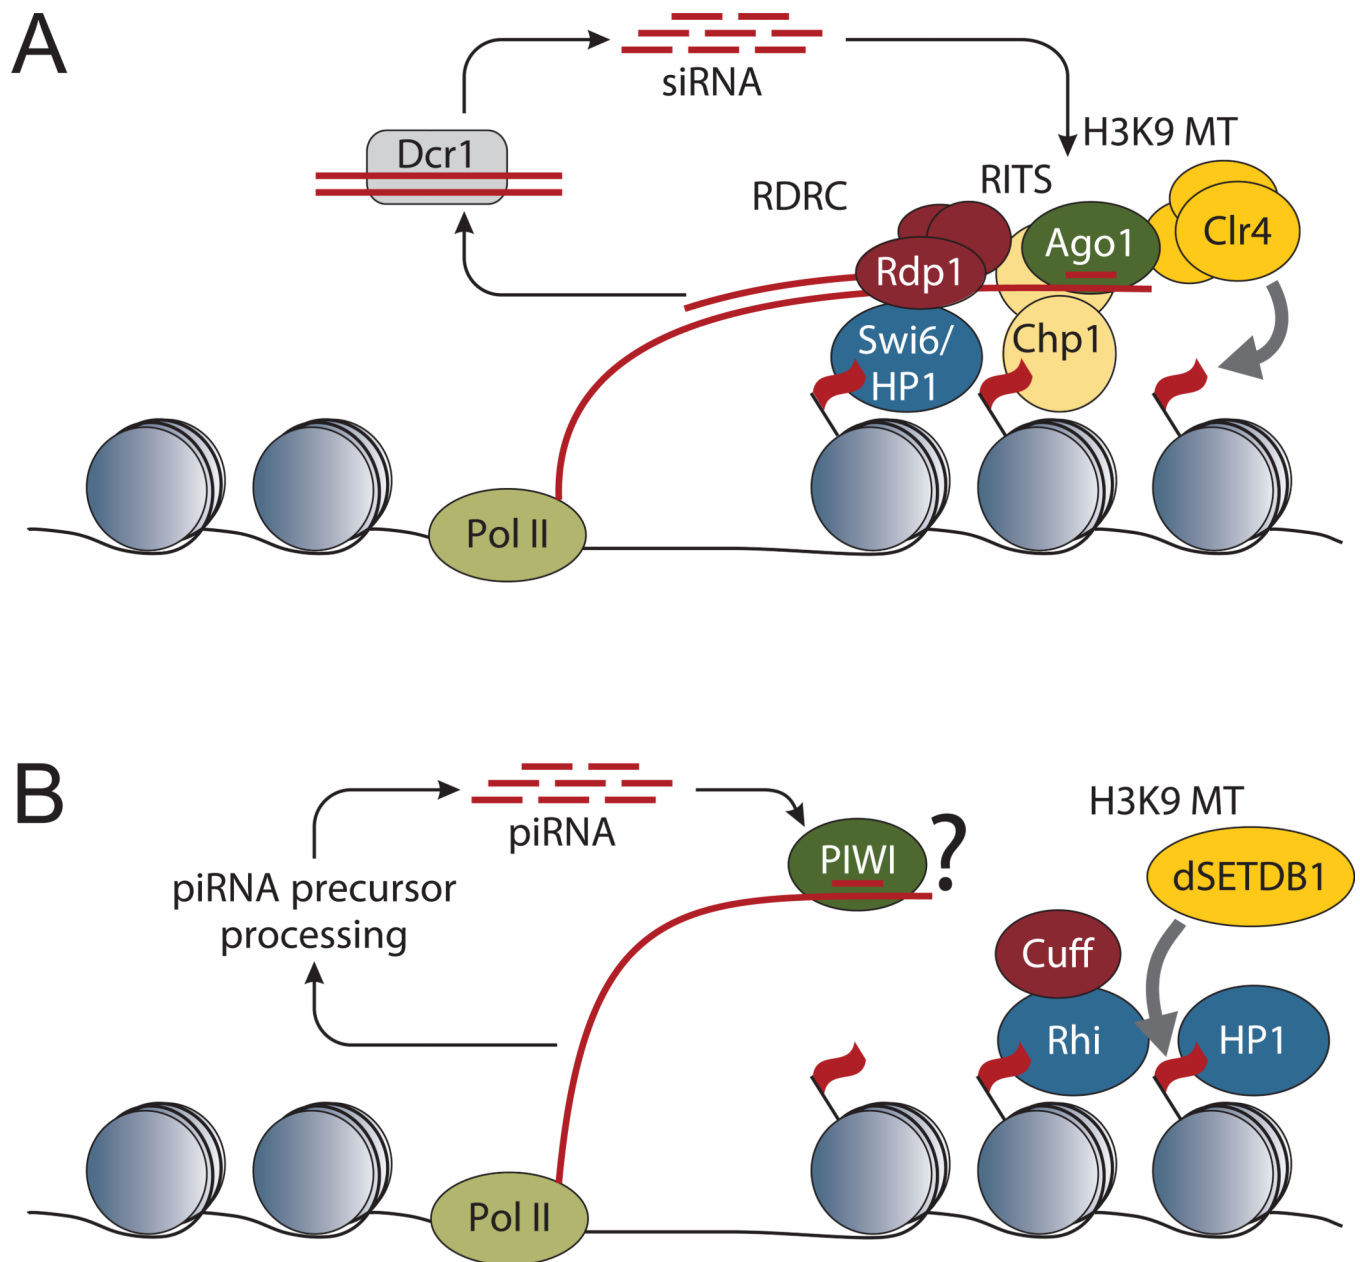 A
siRNA
Dcr1
H3K9 MT
RDRC
RITS
Ago1
Clr4
Rdp1
Swi6/
HP1
Chp1
Pol II
B
piRNA
piRNA precursor
processing
PIWI
?
H3K9 MT
dSETDB1
Cuff
Rhi
HP1
Pol II